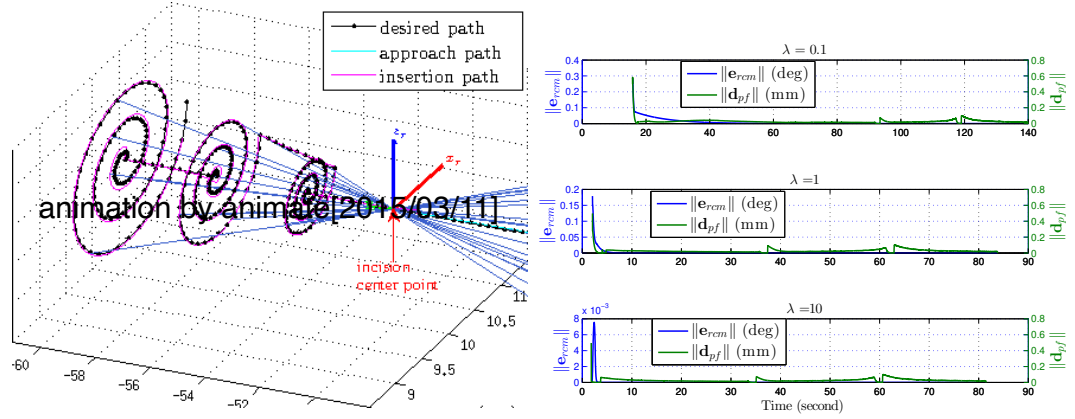 desired path
approach path
insertion path
z_r
x_r
animation by animate[2015/03/11]
incision
center point
-60
-58
-56
-54
-52
9
9.5
10
10.5
11
λ = 0.1
‖e_rcm‖
0.4
0.3
0.2
0.1
0
‖e_rcm‖ (deg)
‖d_pf‖ (mm)
0.8
0.6
0.4
0.2
0
‖d_pf‖
0 20 40 60 80 100 120 140
λ =1
‖e_rcm‖
0.2
0.15
0.1
0.05
0
‖e_rcm‖ (deg)
‖d_pf‖ (mm)
0.8
0.6
0.4
0.2
0
‖d_pf‖
0 10 20 30 40 50 60 70 80 90
λ =10
x 10⁻³
‖e_rcm‖
8
6
4
2
0
‖e_rcm‖ (deg)
‖d_pf‖ (mm)
0.8
0.6
0.4
0.2
0
‖d_pf‖
0 10 20 30 40 50 60 70 80 90
Time (second)